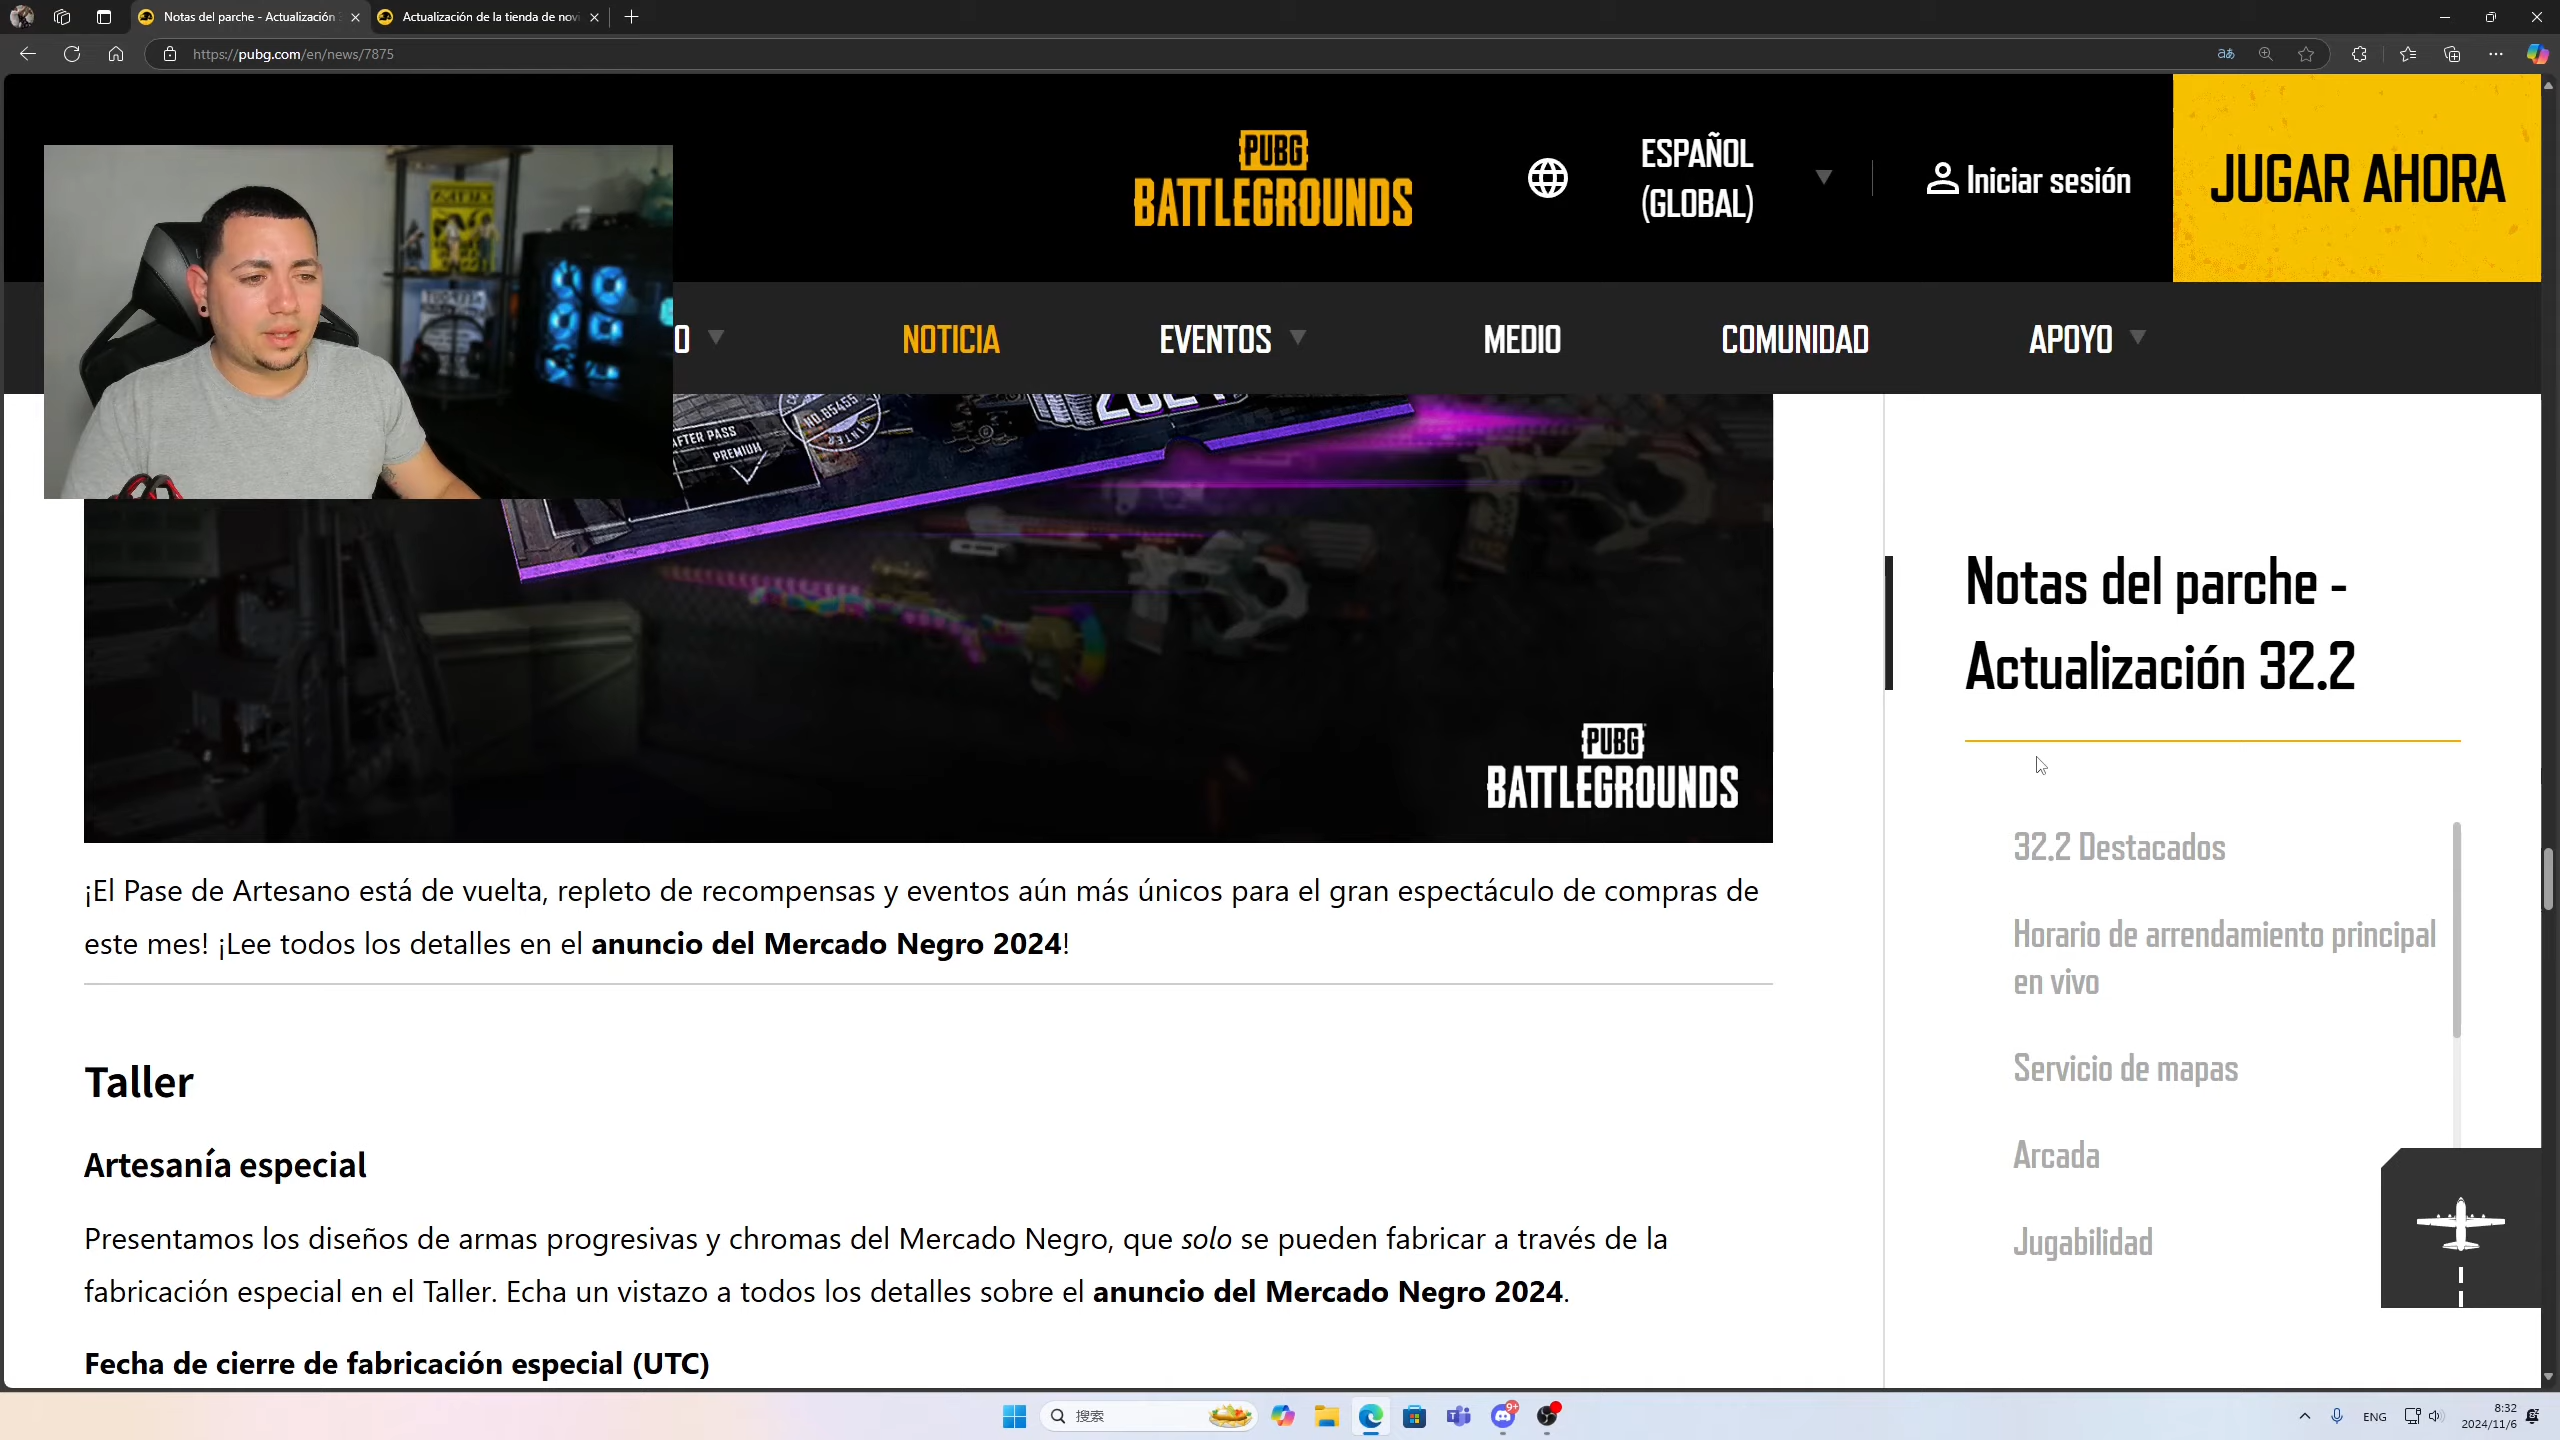 Notas del parche - Actualización 3
Actualización de la tienda de novi
https://pubg.com/en/news/7875
PUBG
BATTLEGROUNDS
ESPAÑOL
(GLOBAL)
Iniciar sesión
JUGAR AHORA
O
NOTICIA
EVENTOS
MEDIO
COMUNIDAD
APOYO
NO.65455
AFTER PASS
PREMIUM
PUBG
BATTLEGROUNDS
¡El Pase de Artesano está de vuelta, repleto de recompensas y eventos aún más únicos para el gran espectáculo de compras de
este mes! ¡Lee todos los detalles en el anuncio del Mercado Negro 2024!
Taller
Artesanía especial
Presentamos los diseños de armas progresivas y chromas del Mercado Negro, que solo se pueden fabricar a través de la
fabricación especial en el Taller. Echa un vistazo a todos los detalles sobre el anuncio del Mercado Negro 2024.
Fecha de cierre de fabricación especial (UTC)
Notas del parche -
Actualización 32.2
32.2 Destacados
Horario de arrendamiento principal
en vivo
Servicio de mapas
Arcada
Jugabilidad
搜索
9+
ENG
8:32
2024/11/6